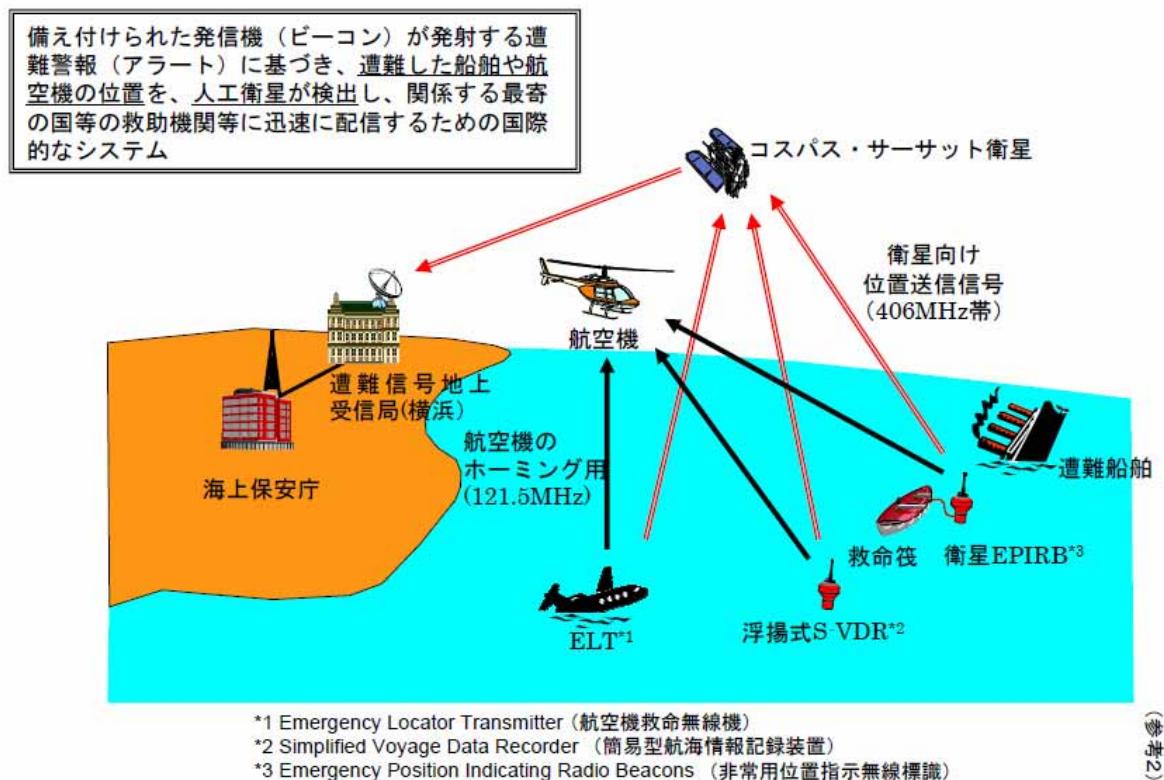 備え付けられた発信機（ビーコン）が発射する遭
難警報（アラート）に基づき、遭難した船舶や航
空機の位置を、人工衛星が検出し、関係する最寄
の国等の救助機関等に迅速に配信するための国際
的なシステム
コスパス・サーサット衛星
衛星向け
位置送信信号
（406MHz帯）
航空機
遭難信号地上
受信局(横浜）
航空機の
ホーミング用
(121.5MHz)
海上保安庁
遭難船舶
救命筏
衛星EPIRB*3
浮揚式S-VDR*2
ELT*1
*1 Emergency Locator Transmitter（航空機救命無線機）
*2 Simplified Voyage Data Recorder （簡易型航海情報記録装置）
*3 Emergency Position Indicating Radio Beacons （非常用位置指示無線標識）
（参考2）